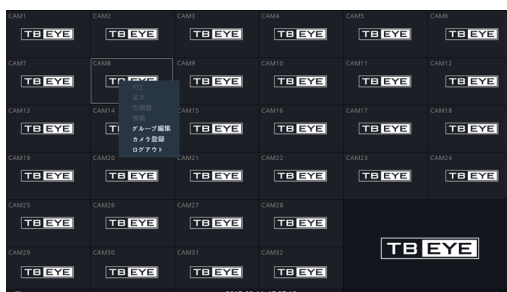 CAM1 CAM2 CAM3 CAM4 CAM5 CAM6
TB EYE TB EYE TB EYE TB EYE TB EYE TB EYE
CAM7 CAM8 CAM9 CAM10 CAM11 CAM12
TB EYE TB EYE TB EYE TB EYE TB EYE TB EYE
PTZ
拡大
色調整
情報
グループ編集
カメラ登録
ログアウト
CAM13 CAM14 CAM15 CAM16 CAM17 CAM18
TB EYE TB EYE TB EYE TB EYE TB EYE
CAM19 CAM20 CAM21 CAM22 CAM23 CAM24
TB EYE TB EYE TB EYE TB EYE TB EYE TB EYE
CAM25 CAM26 CAM27 CAM28
TB EYE TB EYE TB EYE TB EYE
TB EYE
CAM29 CAM30 CAM31 CAM32
TB EYE TB EYE TB EYE TB EYE